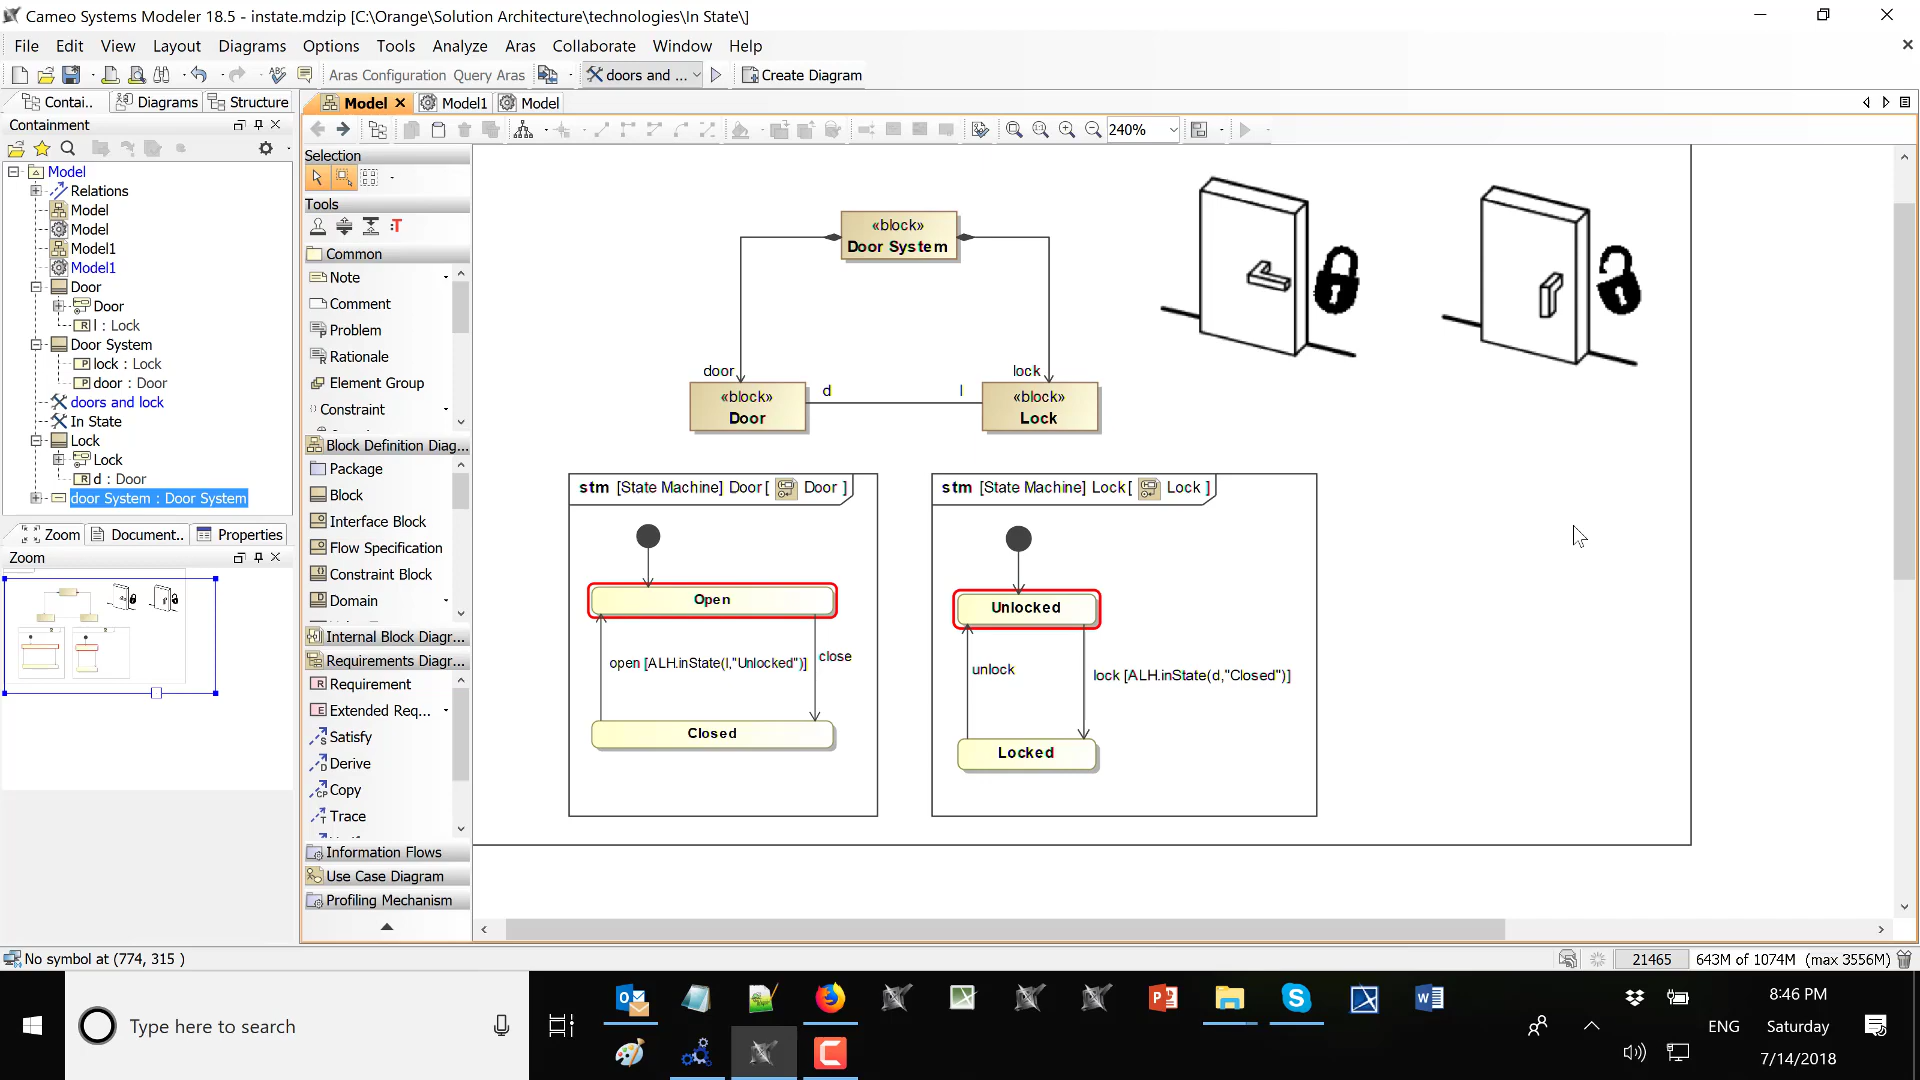 Cameo Systems Modeler 18.5 - instate.mdzip [C:\Orange\Solution Architecture\technologies\In State\]
File Edit View Layout Diagrams Options Tools Analyze Aras Collaborate Window Help
Aras Configuration Query Aras doors and ... Create Diagram
Contai.. Diagrams Structure
Model Model1 Model
Containment
240%
Model
Relations
Model
Model
Model1
Model1
Door
Door
R l : Lock
Door System
P lock : Lock
P door : Door
doors and lock
In State
Lock
Lock
R d : Door
door System : Door System
Zoom Document.. Properties
Zoom
Selection
Tools
:T
Common
Note
Comment
Problem
Rationale
Element Group
Constraint
Block Definition Diag...
Package
Block
Interface Block
Flow Specification
Constraint Block
Domain
Internal Block Diagr...
Requirements Diagr...
Requirement
Extended Req...
Satisfy
Derive
Copy
Trace
Information Flows
Use Case Diagram
Profiling Mechanism
«block»
Door System
door
lock
«block»
Door
d
l
«block»
Lock
stm [State Machine] Door [ Door ]
Open
open [ALH.inState(l,"Unlocked")]
close
Closed
stm [State Machine] Lock [ Lock ]
Unlocked
unlock
lock [ALH.inState(d,"Closed")]
Locked
No symbol at (774, 315 )
21465 643M of 1074M (max 3556M)
Type here to search
8:46 PM
ENG Saturday
7/14/2018